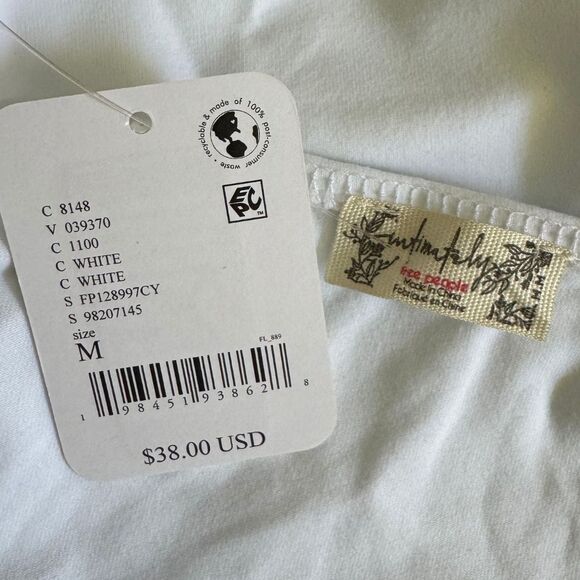 recyclable & made of 100% post-consumer waste
EPC™
C 8148
V 039370
C 1100
C WHITE
C WHITE
S FP128997CY
S 98207145
size
M
FL_889
1 98451 93862 8
$38.00 USD
intimately
free people
Made in China
Fabriqué en Chine
M M M